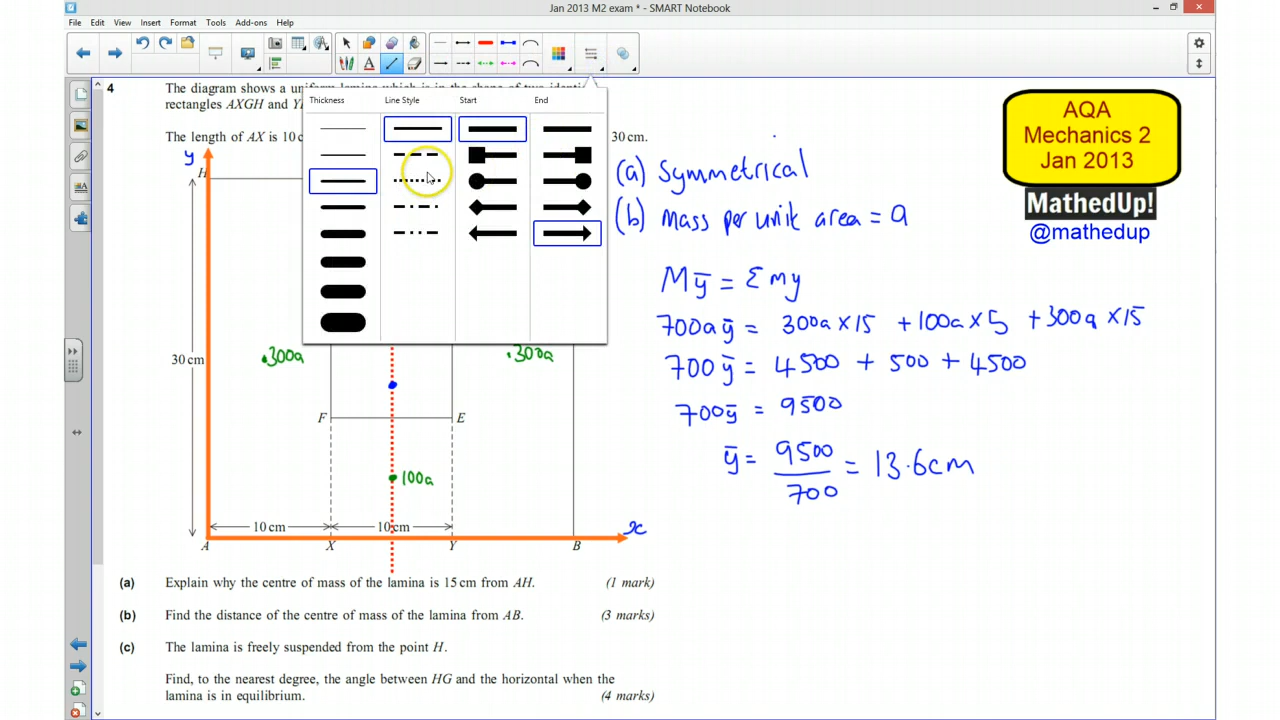 Jan 2013 M2 exam * - SMART Notebook
File Edit View Insert Format Tools Add-ons Help
4
The diagram shows a uniform lamina which is in the shape of two identi
rectangles AXGH and Y
The length of AX is 10 c
30 cm.
Thickness Line Style Start End
y
H
30 cm
300a
300a
F
E
100a
10 cm
10 cm
x
A
X
Y
B
(a) Explain why the centre of mass of the lamina is 15 cm from AH. (1 mark)
(b) Find the distance of the centre of mass of the lamina from AB. (3 marks)
(c) The lamina is freely suspended from the point H.
Find, to the nearest degree, the angle between HG and the horizontal when the
lamina is in equilibrium. (4 marks)
(a) Symmetrical
(b) Mass per unit area = a
Mȳ = Σmy
700aȳ = 300a×15 +100a×5 +300a×15
700ȳ = 4500 + 500 + 4500
700ȳ = 9500
ȳ = 9500/700 = 13.6cm
AQA
Mechanics 2
Jan 2013
MathedUp!
@mathedup